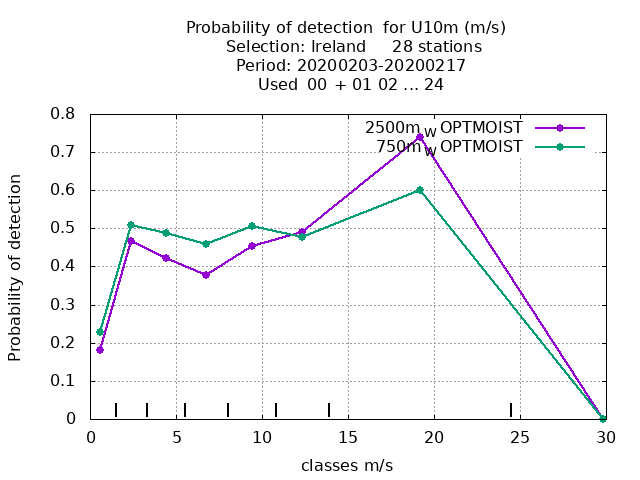 Probability of detection for U10m (m/s)
Selection: Ireland 28 stations
Period: 20200203-20200217
Used 00 + 01 02 ... 24
2500m_W OPTMOIST
750m_W OPTMOIST
Probability of detection
0.8
0.7
0.6
0.5
0.4
0.3
0.2
0.1
0
0 5 10 15 20 25 30
classes m/s